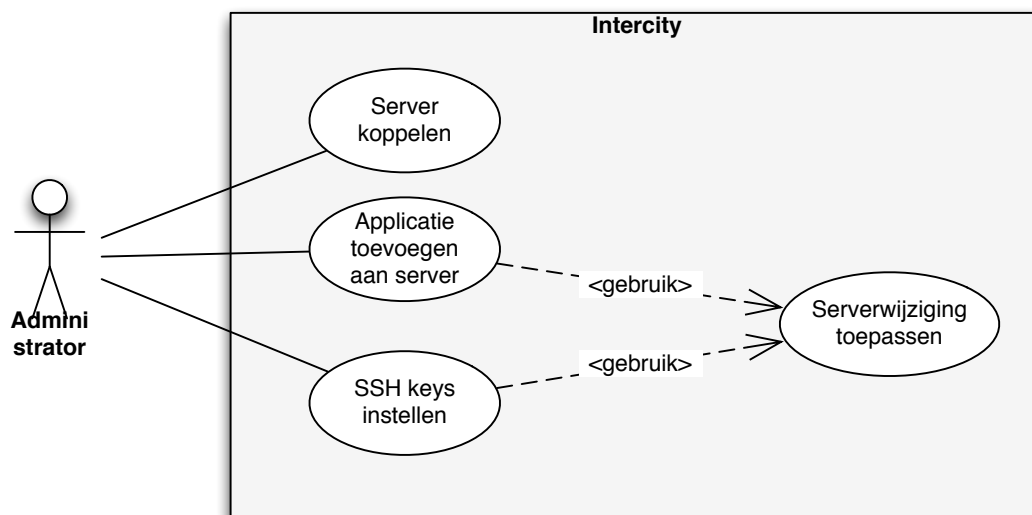 Intercity
Server
koppelen
Applicatie
toevoegen
aan server
<gebruik>
Serverwijziging
toepassen
Admini
strator
<gebruik>
SSH keys
instellen